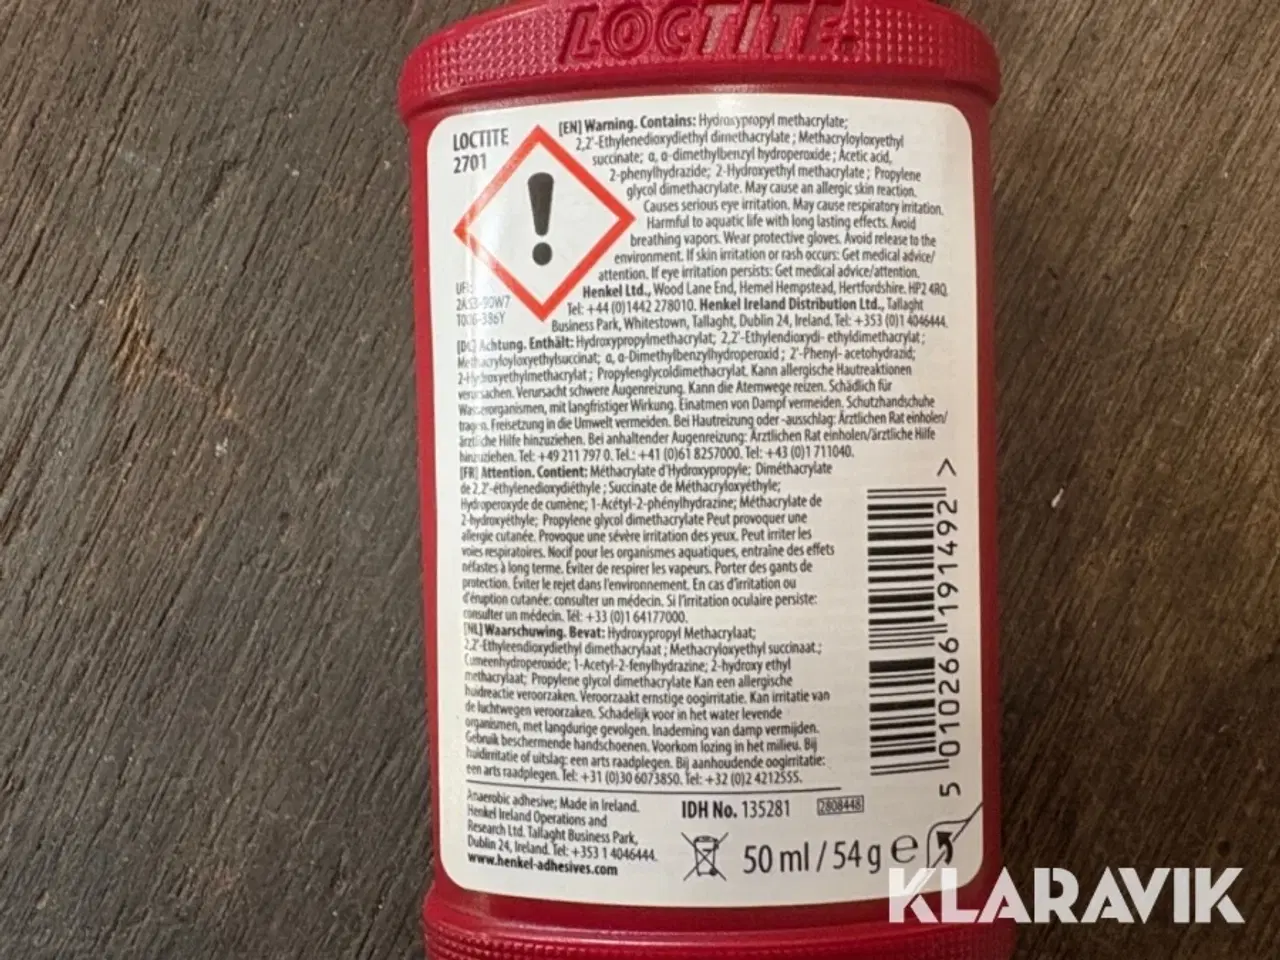 LOCTITE
LOCTITE
2701
[EN] Warning. Contains: Hydroxypropyl methacrylate;
2,2'-Ethylenedioxydiethyl dimethacrylate ; Methacryloyloxyethyl
succinate; α, α-dimethylbenzyl hydroperoxide ; Acetic acid,
2-phenylhydrazide; 2-Hydroxyethyl methacrylate ; Propylene
glycol dimethacrylate. May cause an allergic skin reaction.
Causes serious eye irritation. May cause respiratory irritation.
Harmful to aquatic life with long lasting effects. Avoid
breathing vapors. Wear protective gloves. Avoid release to the
environment. If skin irritation or rash occurs: Get medical advice/
attention. If eye irritation persists: Get medical advice/attention.
Henkel Ltd., Wood Lane End, Hemel Hempstead, Hertfordshire. HP2 4RQ.
Tel: +44 (0)1442 278010. Henkel Ireland Distribution Ltd., Tallaght
Business Park, Whitestown, Tallaght, Dublin 24, Ireland. Tel: +353 (0)1 4046444.
UFI:
[DE] Achtung. Enthält: Hydroxypropylmethacrylat; 2,2'-Ethylendioxydi- ethyldimethacrylat ;
Methacryloyloxyethylsuccinat; α, α-Dimethylbenzylhydroperoxid ; 2'-Phenyl- acetohydrazid;
2-Hydroxyethylmethacrylat ; Propylenglycoldimethacrylat. Kann allergische Hautreaktionen
verursachen. Verursacht schwere Augenreizung. Kann die Atemwege reizen. Schädlich für
Wasserorganismen, mit langfristiger Wirkung. Einatmen von Dampf vermeiden. Schutzhandschuhe
tragen. Freisetzung in die Umwelt vermeiden. Bei Hautreizung oder -ausschlag: Ärztlichen Rat einholen/
ärztliche Hilfe hinzuziehen. Bei anhaltender Augenreizung: Ärztlichen Rat einholen/ärztliche Hilfe
hinzuziehen. Tel: +49 211 797 0. Tel.: +41 (0)61 8257000. Tel: +43 (0)1 711040.
[FR] Attention. Contient: Méthacrylate d'Hydroxypropyle; Diméthacrylate
de 2,2'-éthylenedioxydiéthyle ; Succinate de Méthacryloxyéthyle;
Hydroperoxyde de cumène; 1-Acétyl-2-phénylhydrazine; Méthacrylate de
2-hydroxyéthyle; Propylene glycol dimethacrylate Peut provoquer une
allergie cutanée. Provoque une sévère irritation des yeux. Peut irriter les
voies respiratoires. Nocif pour les organismes aquatiques, entraîne des effets
néfastes à long terme. Éviter de respirer les vapeurs. Porter des gants de
protection. Éviter le rejet dans l'environnement. En cas d'irritation ou
d'éruption cutanée: consulter un médecin. Si l'irritation oculaire persiste:
consulter un médecin. Tél: +33 (0)1 64177000.
[NL] Waarschuwing. Bevat: Hydroxypropyl Methacrylaat;
2,2'-Ethyleendioxydiethyl dimethacrylaat ; Methacryloxyethyl succinaat ;
Cumeenhydroperoxide; 1-Acetyl-2-fenylhydrazine; 2-hydroxy ethyl
methacrylaat; Propylene glycol dimethacrylate Kan een allergische
huidreactie veroorzaken. Veroorzaakt ernstige oogirritatie. Kan irritatie van
de luchtwegen veroorzaken. Schadelijk voor in het water levende
organismen, met langdurige gevolgen. Inademing van damp vermijden.
Gebruik beschermende handschoenen. Voorkom lozing in het milieu. Bij
huidirritatie of uitslag: een arts raadplegen. Bij aanhoudende oogirritatie:
een arts raadplegen. Tel: +31 (0)30 6073850. Tel: +32 (0)2 4212555.
Anaerobic adhesive; Made in Ireland.
Henkel Ireland Operations and
Research Ltd. Tallaght Business Park,
Dublin 24, Ireland. Tel: +353 1 4046444.
www.henkel-adhesives.com
IDH No. 135281
2808448
50 ml / 54 g e
5 010266 191492 >
KLARAVIK